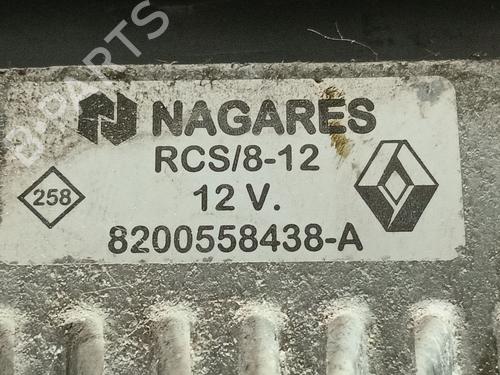 NAGARES
RCS/8-12
258
12 V.
8200558438-A
B-PARTS